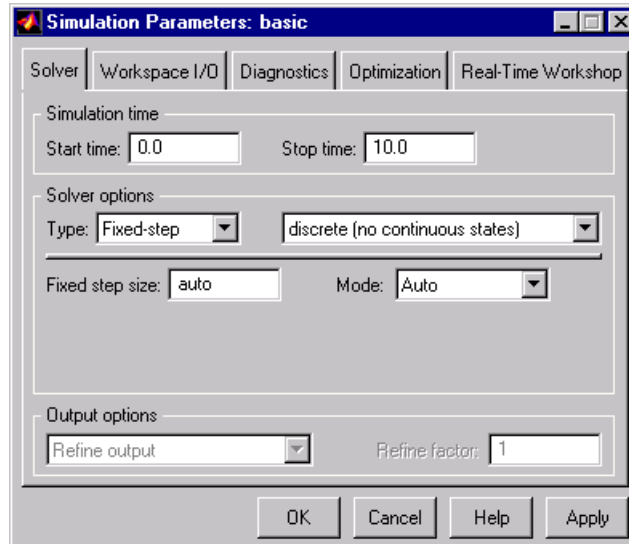 Simulation Parameters: basic
Solver Workspace I/O Diagnostics Optimization Real-Time Workshop
Simulation time
Start time: 0.0 Stop time: 10.0
Solver options
Type: Fixed-step discrete (no continuous states)
Fixed step size: auto Mode: Auto
Output options
Refine output Refine factor: 1
OK Cancel Help Apply